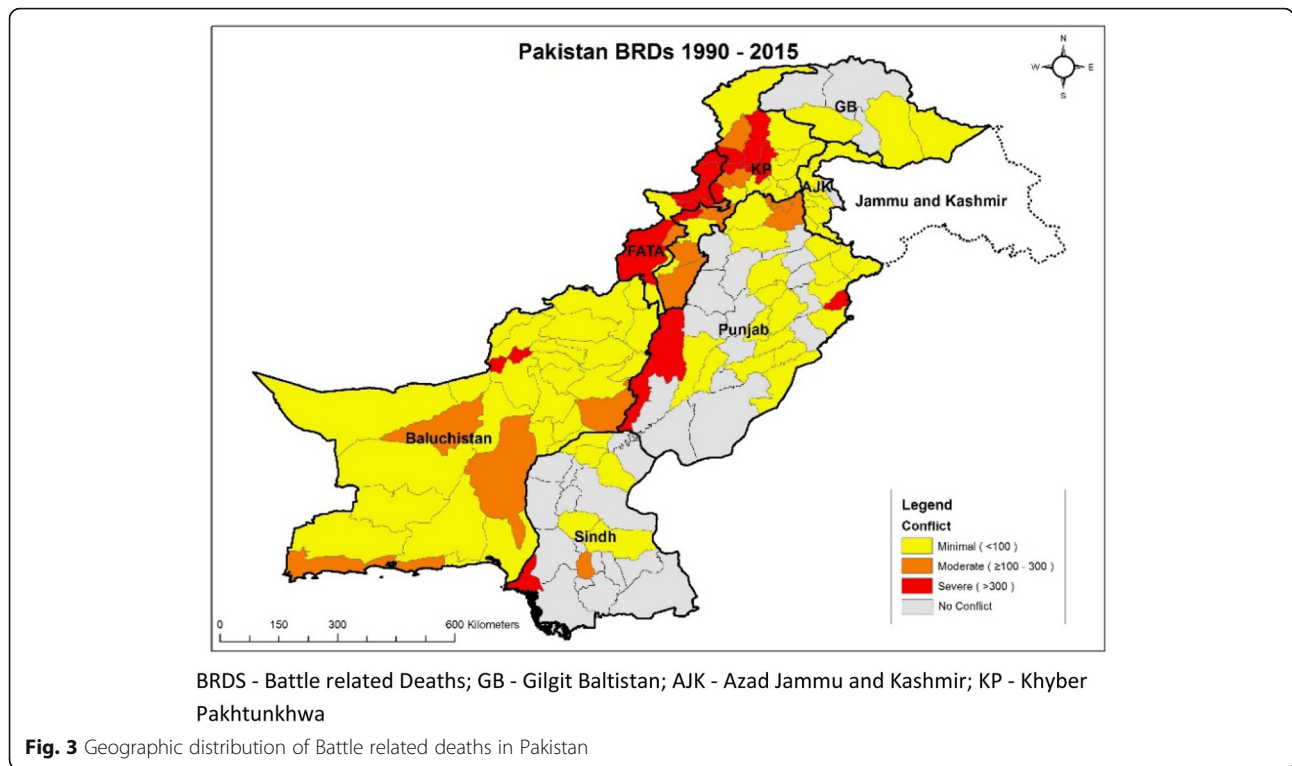 Pakistan BRDs 1990 - 2015
N
W E
S
GB
KP
AJK
Jammu and Kashmir
FATA
Punjab
Baluchistan
Sindh
Legend
Conflict
Minimal ( <100 )
Moderate ( ≥100 - 300 )
Severe ( >300 )
No Conflict
0 150 300 600 Kilometers
BRDS - Battle related Deaths; GB - Gilgit Baltistan; AJK - Azad Jammu and Kashmir; KP - Khyber
Pakhtunkhwa
Fig. 3 Geographic distribution of Battle related deaths in Pakistan